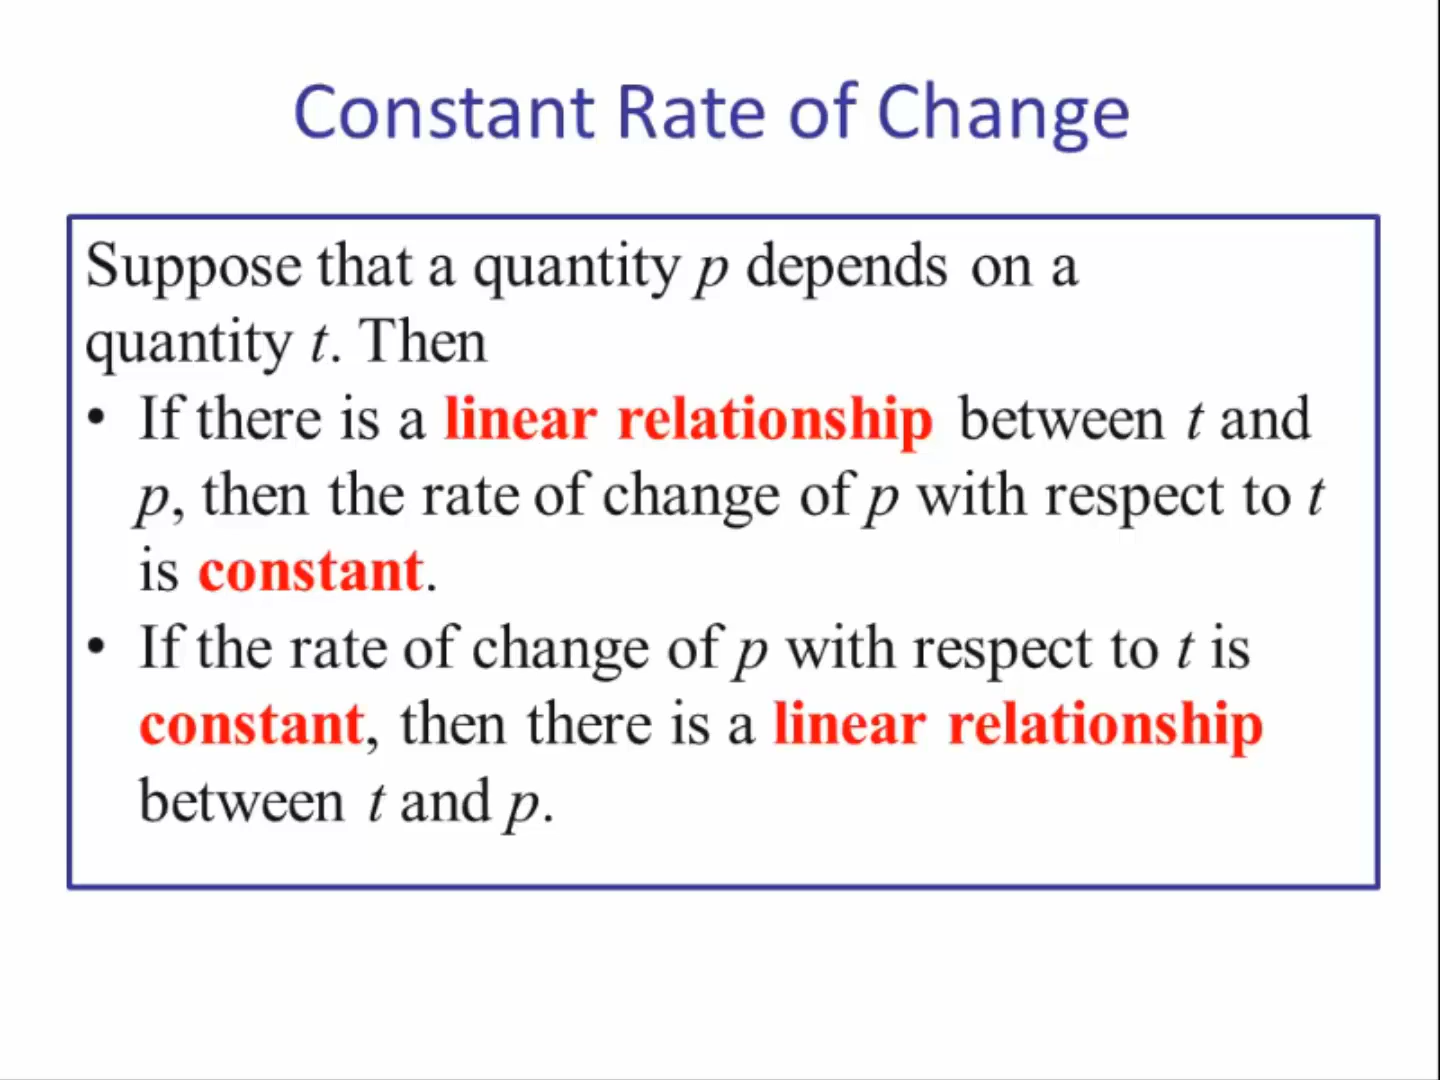 Constant Rate of Change
Suppose that a quantity p depends on a
quantity t. Then
• If there is a linear relationship between t and
p, then the rate of change of p with respect to t
is constant.
• If the rate of change of p with respect to t is
constant, then there is a linear relationship
between t and p.